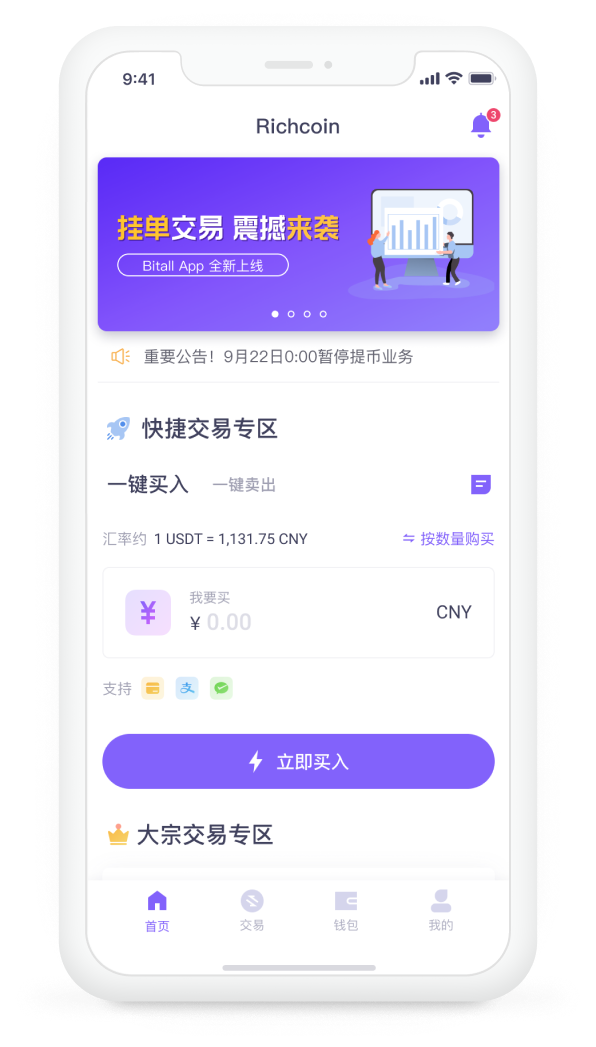 9:41
Richcoin
3
挂单交易 震撼来袭
Bitall App 全新上线
重要公告！9月22日0:00暂停提币业务
快捷交易专区
一键买入 一键卖出
汇率约 1 USDT = 1,131.75 CNY ⇋ 按数量购买
¥
我要买
¥ 0.00
CNY
支持 支
立即买入
大宗交易专区
首页 交易 钱包 我的